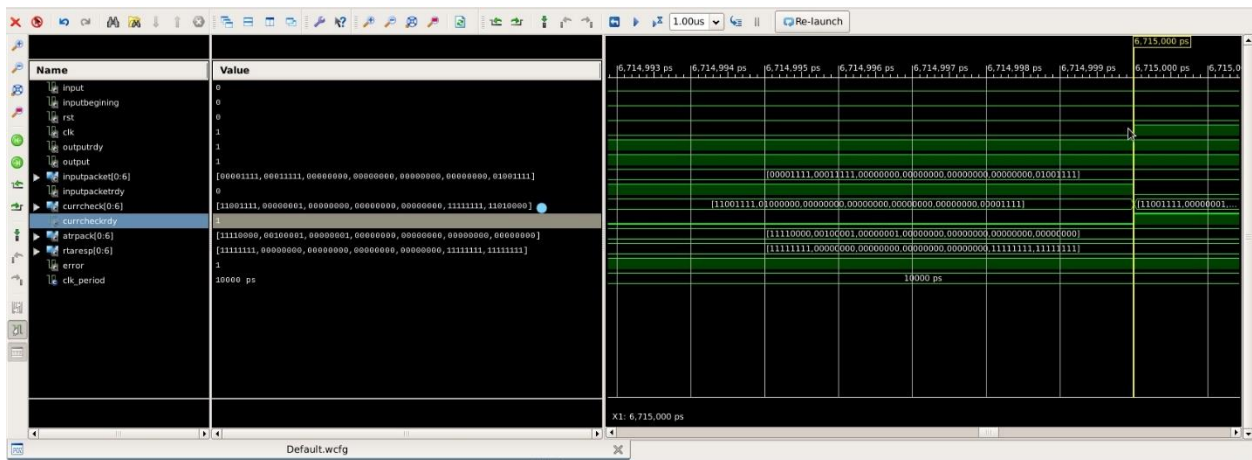 1.00us
Re-launch
6,715,000 ps
Name Value
6,714,993 ps 6,714,994 ps 6,714,995 ps 6,714,996 ps 6,714,997 ps 6,714,998 ps 6,714,999 ps 6,715,000 ps 6,715,0
input 0
inputbegining 0
rst 0
clk 1
outputrdy 1
output 1
inputpacket[0:6] [00001111,00011111,00000000,00000000,00000000,00000000,01001111] [00001111,00011111,00000000,00000000,00000000,00000000,01001111]
inputpacketrdy 0
currcheck[0:6] [11001111,00000001,00000000,00000000,00000000,11111111,11010000] [11001111,01000000,00000000,00000000,00000000,00000000,00001111] [11001111,00000001,...
currcheckrdy 1
atrpack[0:6] [11110000,00100001,00000001,00000000,00000000,00000000,00000000] [11110000,00100001,00000001,00000000,00000000,00000000,00000000]
rtaresp[0:6] [11111111,00000000,00000000,00000000,00000000,11111111,11111111] [11111111,00000000,00000000,00000000,00000000,11111111,11111111]
error 1
clk_period 10000 ps 10000 ps
X1: 6,715,000 ps
Default.wcfg